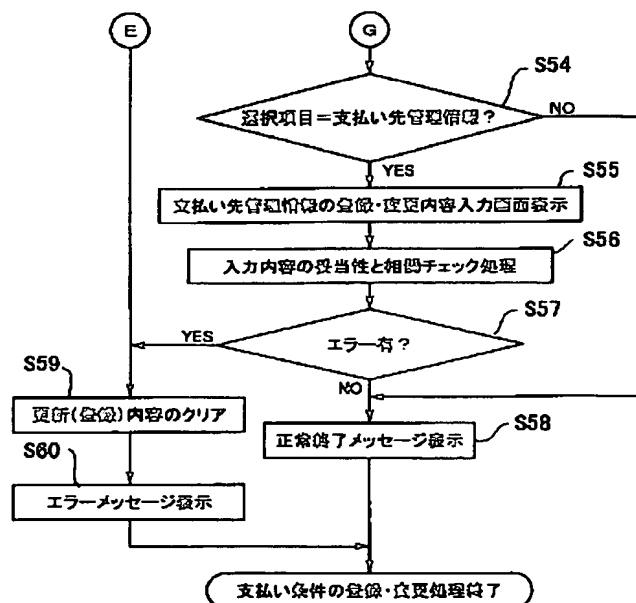 E
G
S54
選択項目＝支払い先管理情報？
NO
YES
S55
支払い先管理情報の登録・変更内容入力画面表示
S56
入力内容の妥当性と相関チェック処理
S57
エラー有？
YES
NO
S59
更新（登録）内容のクリア
S58
正常終了メッセージ表示
S60
エラーメッセージ表示
支払い条件の登録・変更処理終了